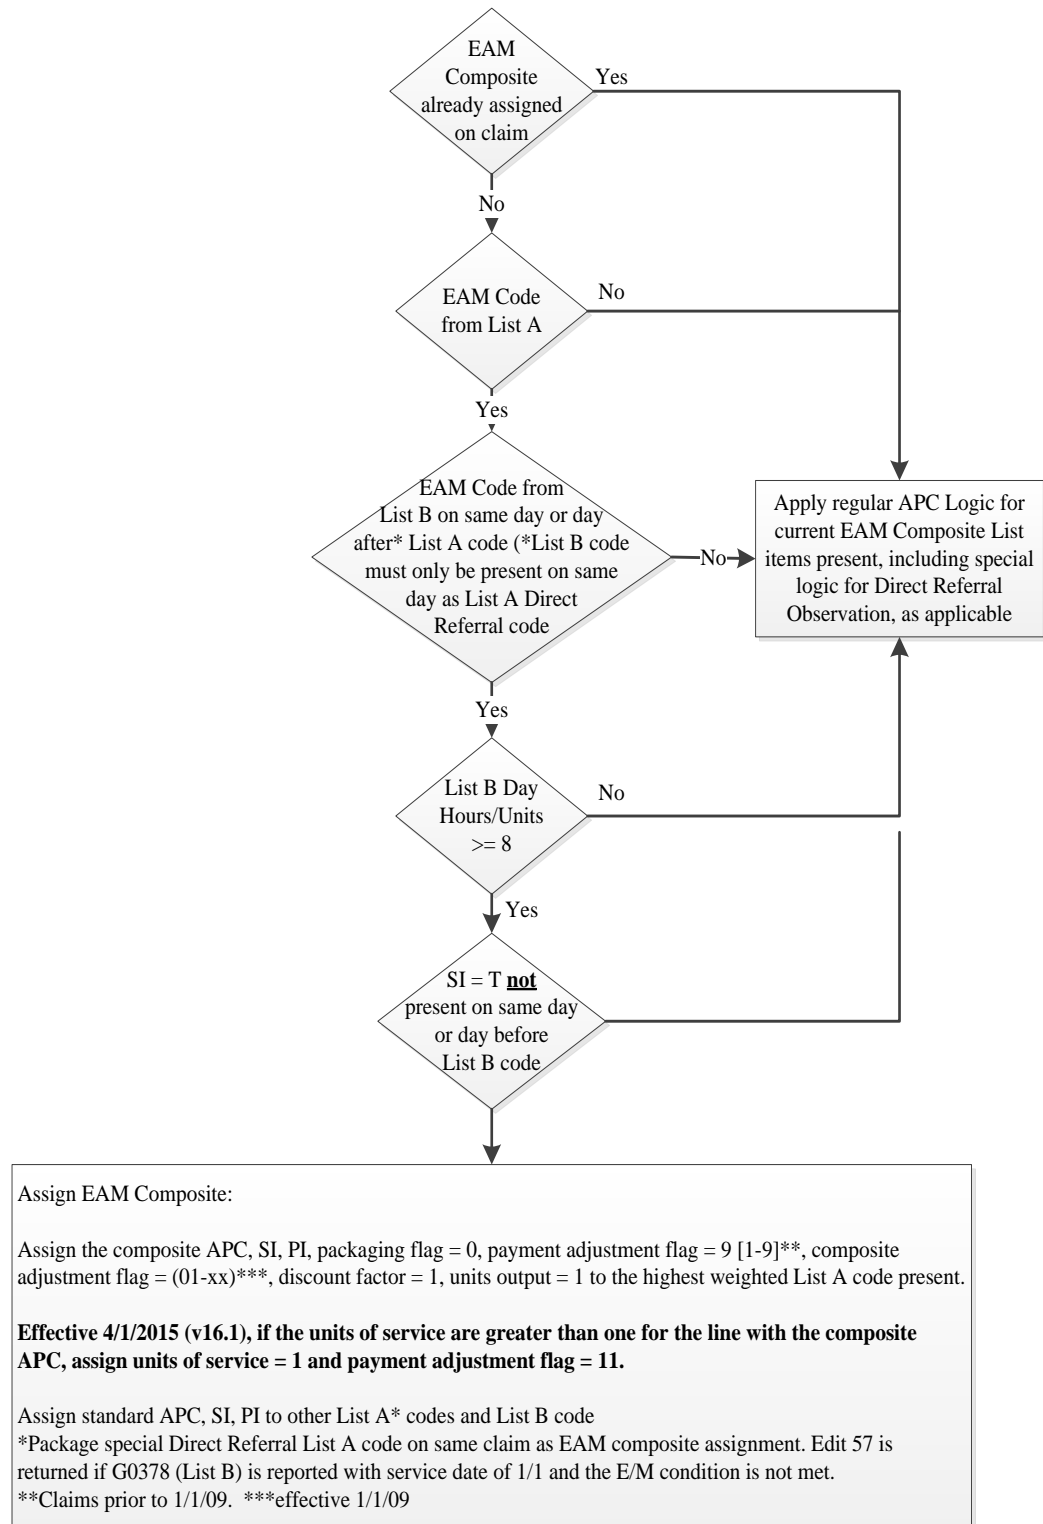 EAM
Composite
already assigned
on claim
Yes
No
EAM Code
from List A
No
Yes
EAM Code from
List B on same day or day
after* List A code (*List B code
must only be present on same
day as List A Direct
Referral code
No
Apply regular APC Logic for
current EAM Composite List
items present, including special
logic for Direct Referral
Observation, as applicable
Yes
List B Day
Hours/Units
>= 8
No
Yes
SI = T not
present on same day
or day before
List B code
Assign EAM Composite:
Assign the composite APC, SI, PI, packaging flag = 0, payment adjustment flag = 9 [1-9]**, composite
adjustment flag = (01-xx)***, discount factor = 1, units output = 1 to the highest weighted List A code present.
Effective 4/1/2015 (v16.1), if the units of service are greater than one for the line with the composite
APC, assign units of service = 1 and payment adjustment flag = 11.
Assign standard APC, SI, PI to other List A* codes and List B code
*Package special Direct Referral List A code on same claim as EAM composite assignment. Edit 57 is
returned if G0378 (List B) is reported with service date of 1/1 and the E/M condition is not met.
**Claims prior to 1/1/09.  ***effective 1/1/09